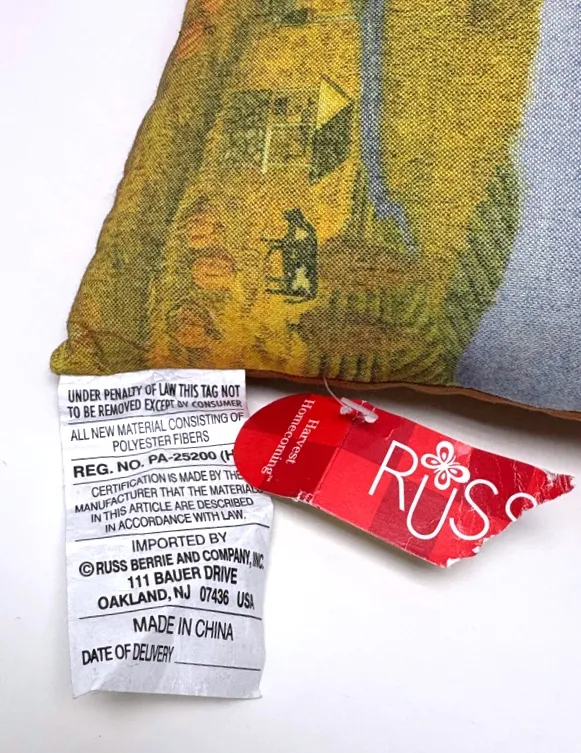 UNDER PENALTY OF LAW THIS TAG NOT
TO BE REMOVED EXCEPT BY CONSUMER
ALL NEW MATERIAL CONSISTING OF
POLYESTER FIBERS
REG. NO. PA-25200 (H
CERTIFICATION IS MADE BY THE
MANUFACTURER THAT THE MATERIALS
IN THIS ARTICLE ARE DESCRIBED
IN ACCORDANCE WITH LAW.
IMPORTED BY
©RUSS BERRIE AND COMPANY, INC.
111 BAUER DRIVE
OAKLAND, NJ 07436 USA
MADE IN CHINA
DATE OF DELIVERY
Harvest
Homecoming™
RUSS